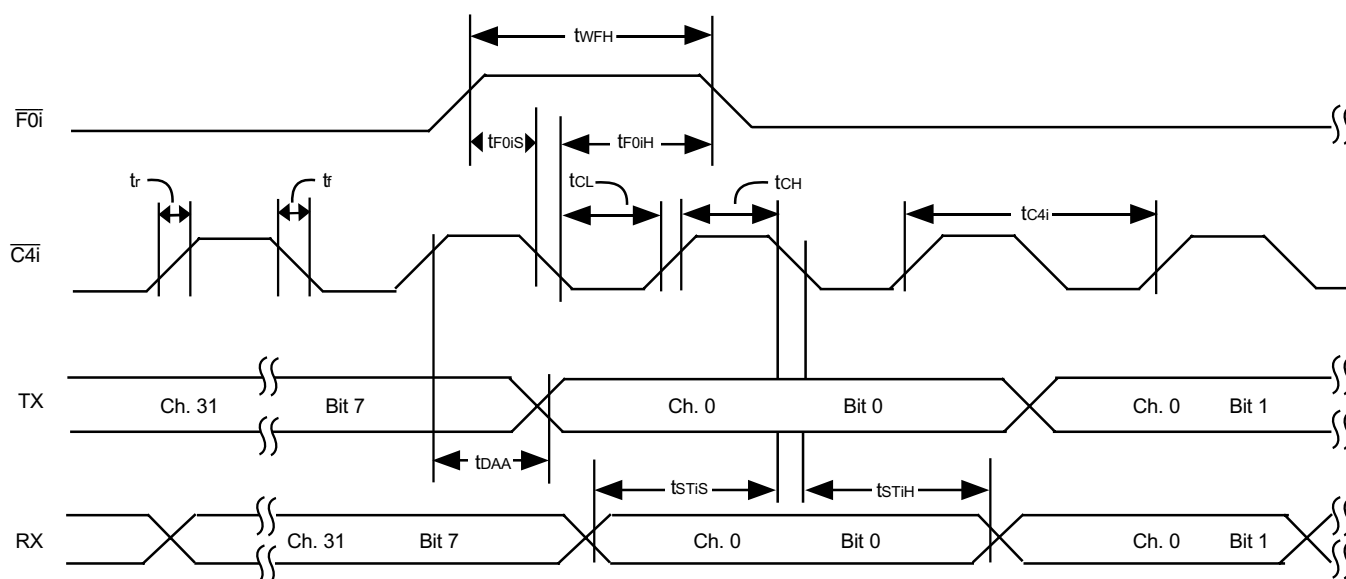 tWFH
F0i
tF0iS
tF0iH
tr
tf
tCL
tCH
tC4i
C4i
TX
Ch. 31 Bit 7
Ch. 0 Bit 0
Ch. 0 Bit 1
tDAA
tSTiS
tSTiH
RX
Ch. 31 Bit 7
Ch. 0 Bit 0
Ch. 0 Bit 1